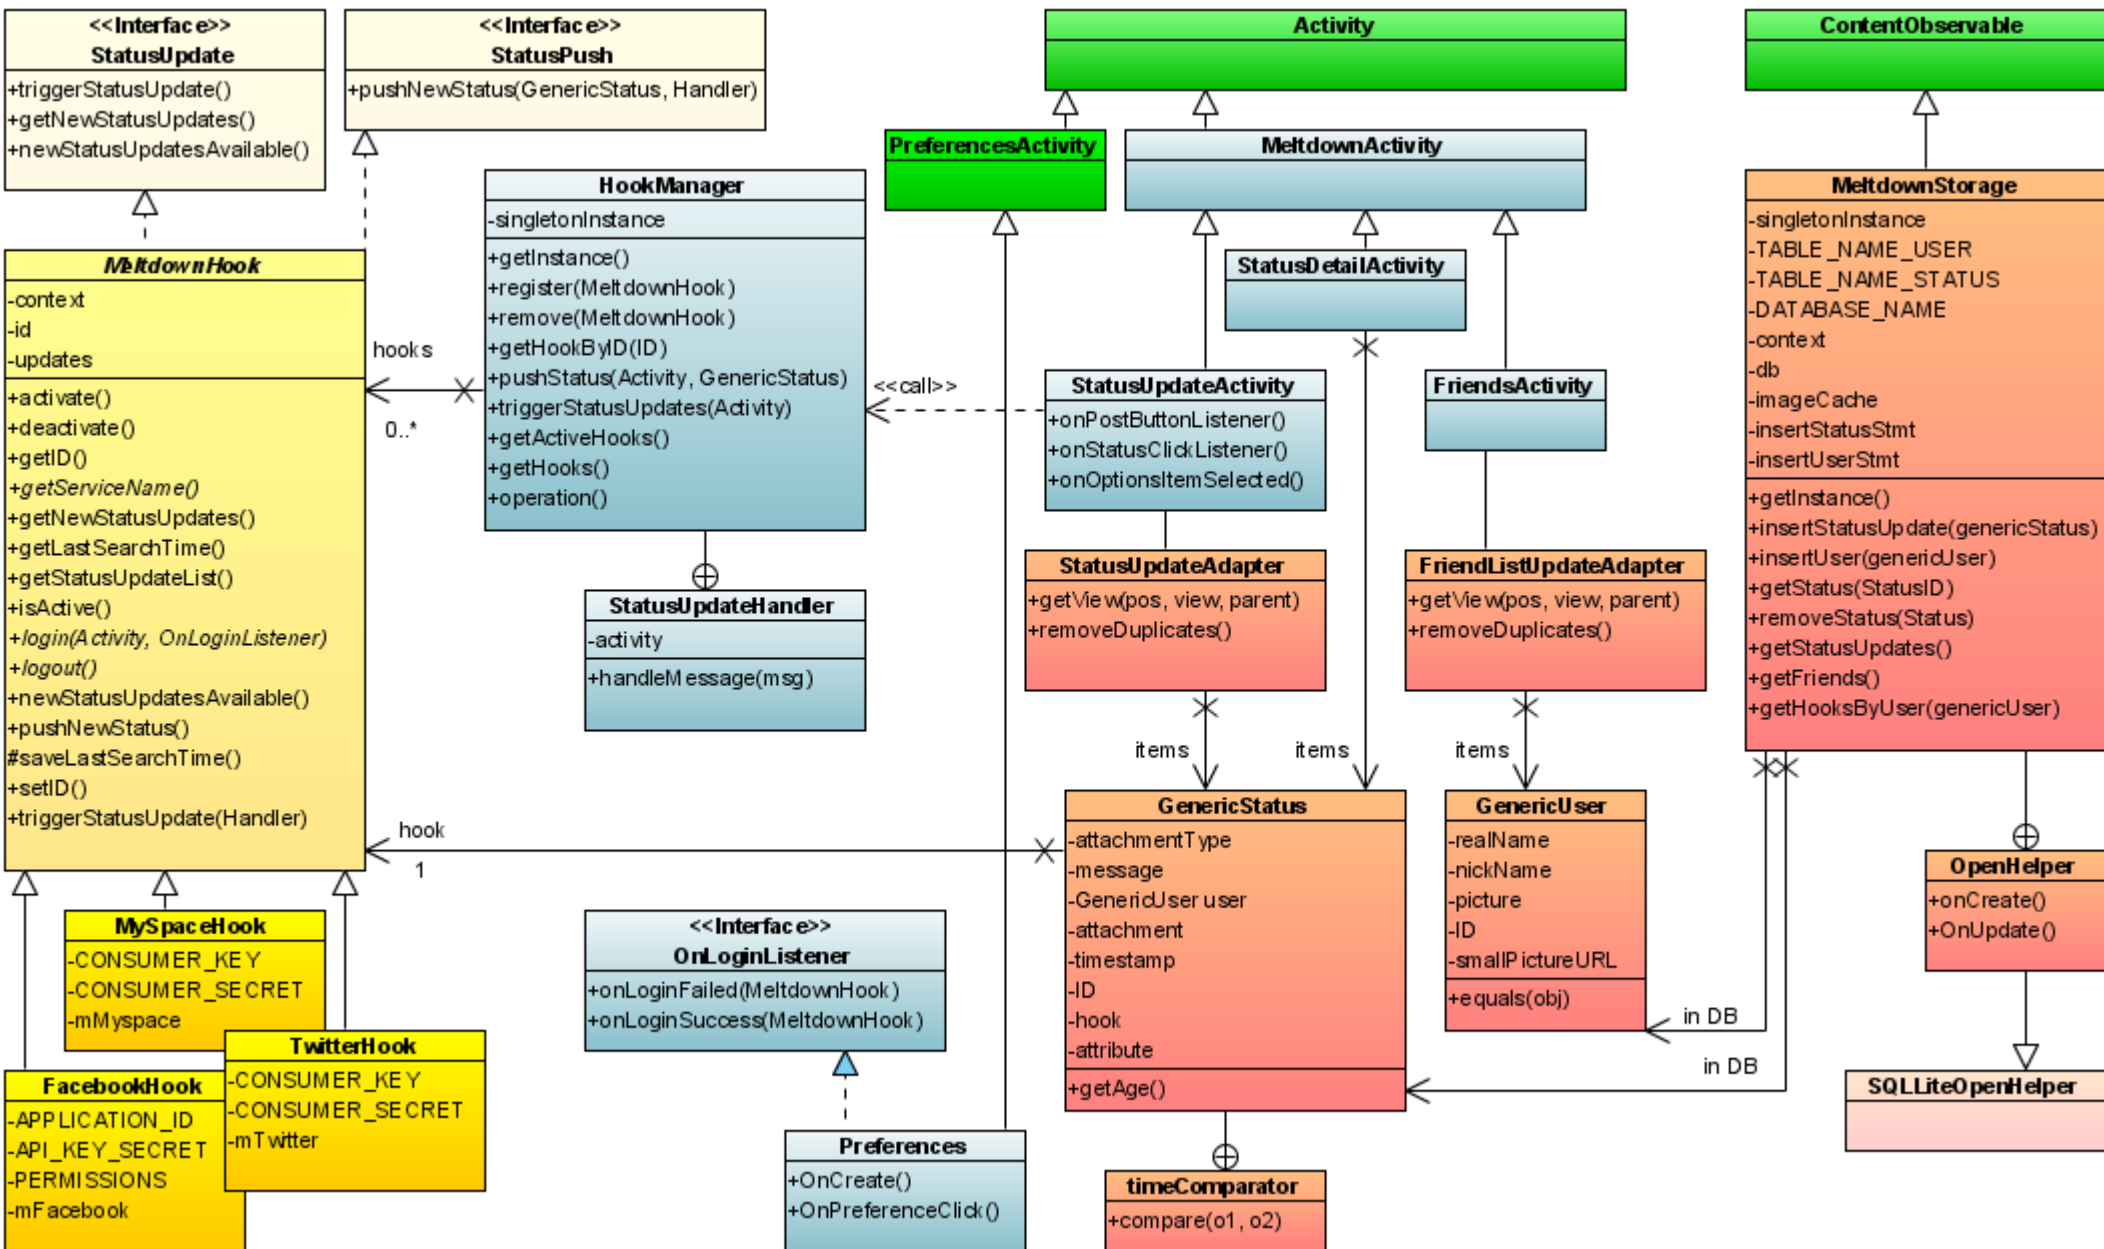 <<Interface>>
StatusUpdate
+triggerStatusUpdate()
+getNewStatusUpdates()
+newStatusUpdatesAvailable()
<<Interface>>
StatusPush
+pushNewStatus(GenericStatus, Handler)
Activity
ContentObservable
PreferencesActivity
MeltdownActivity
HookManager
-singletonInstance
+getInstance()
+register(MeltdownHook)
+remove(MeltdownHook)
+getHookByID(ID)
+pushStatus(Activity, GenericStatus)
+triggerStatusUpdates(Activity)
+getActiveHooks()
+getHooks()
+operation()
MeltdownStorage
-singletonInstance
-TABLE_NAME_USER
-TABLE_NAME_STATUS
-DATABASE_NAME
-context
-db
-imageCache
-insertStatusStmt
-insertUserStmt
+getInstance()
+insertStatusUpdate(genericStatus)
+insertUser(genericUser)
+getStatus(StatusID)
+removeStatus(Status)
+getStatusUpdates()
+getFriends()
+getHooksByUser(genericUser)
MeltdownHook
-context
-id
-updates
+activate()
+deactivate()
+getID()
+getServiceName()
+getNewStatusUpdates()
+getLastSearchTime()
+getStatusUpdateList()
+isActive()
+login(Activity, OnLoginListener)
+logout()
+newStatusUpdatesAvailable()
+pushNewStatus()
#saveLastSearchTime()
+setID()
+triggerStatusUpdate(Handler)
hooks
0..*
<<call>>
StatusDetailActivity
StatusUpdateActivity
+onPostButtonListener()
+onStatusClickListener()
+onOptionsItemSelected()
FriendsActivity
StatusUpdateHandler
-activity
+handleMessage(msg)
StatusUpdateAdapter
+getView(pos, view, parent)
+removeDuplicates()
FriendListUpdateAdapter
+getView(pos, view, parent)
+removeDuplicates()
items
items
items
hook
1
GenericStatus
-attachmentType
-message
-GenericUser user
-attachment
-timestamp
-ID
-hook
-attribute
+getAge()
GenericUser
-realName
-nickName
-picture
-ID
-smallPictureURL
+equals(obj)
in DB
in DB
OpenHelper
+onCreate()
+OnUpdate()
SQLLiteOpenHelper
MySpaceHook
-CONSUMER_KEY
-CONSUMER_SECRET
-mMyspace
TwitterHook
-CONSUMER_KEY
-CONSUMER_SECRET
-mTwitter
FacebookHook
-APPLICATION_ID
-API_KEY_SECRET
-PERMISSIONS
-mFacebook
<<Interface>>
OnLoginListener
+onLoginFailed(MeltdownHook)
+onLoginSuccess(MeltdownHook)
Preferences
+OnCreate()
+OnPreferenceClick()
timeComparator
+compare(o1, o2)